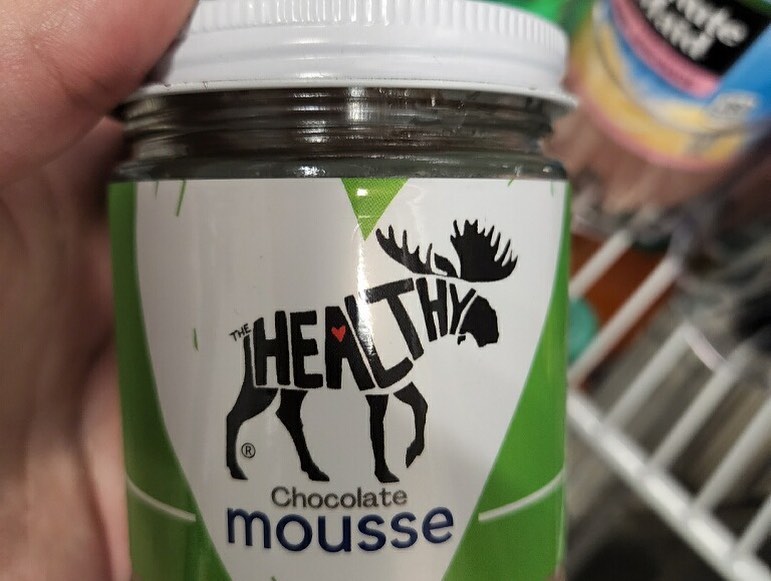 THE
HEALTHY
®
Chocolate
mousse